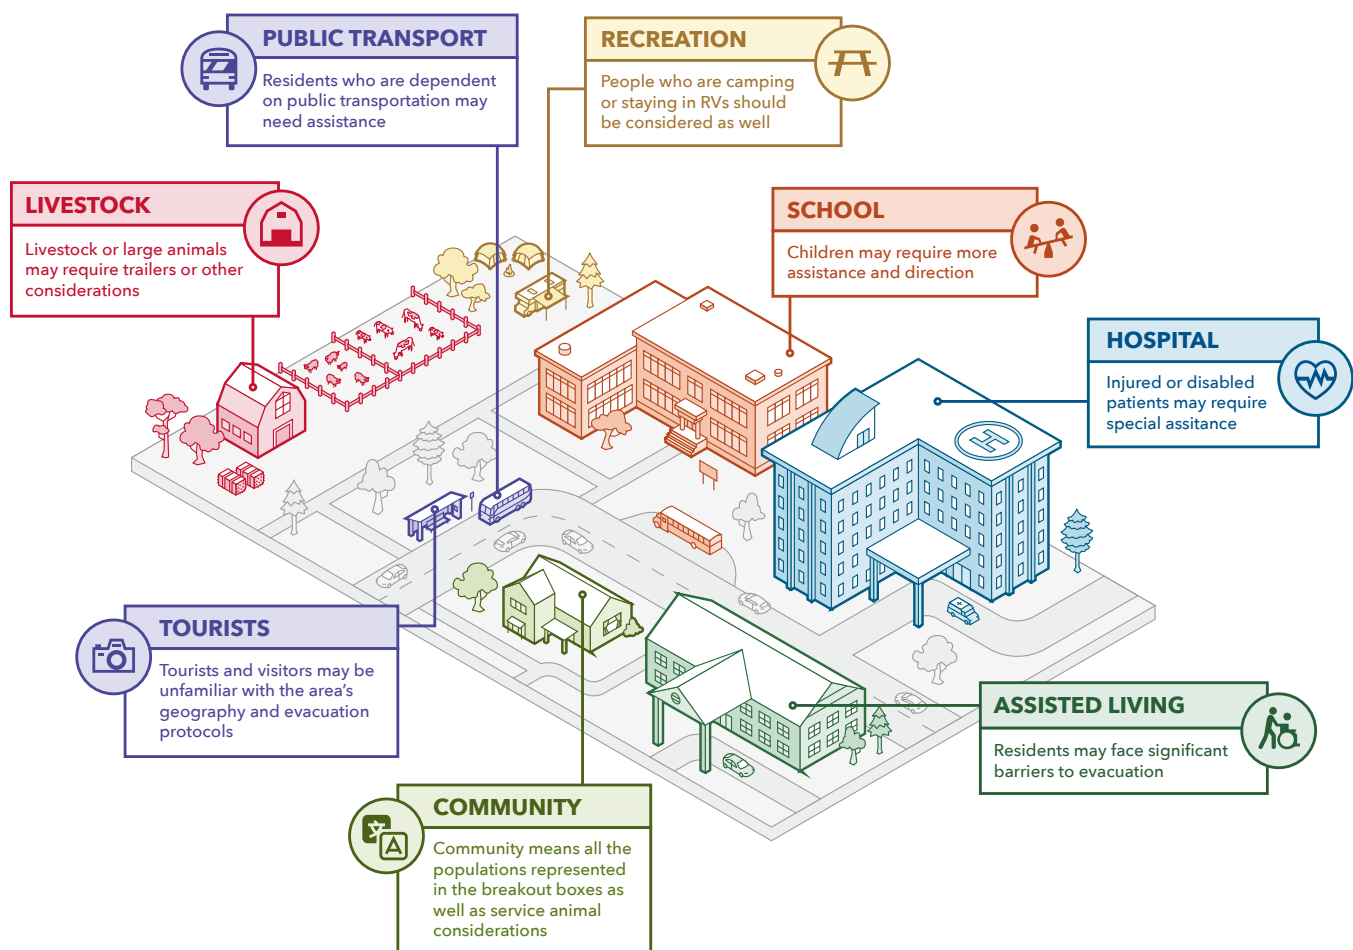 PUBLIC TRANSPORT
Residents who are dependent
on public transportation may
need assistance
RECREATION
People who are camping
or staying in RVs should
be considered as well
LIVESTOCK
Livestock or large animals
may require trailers or other
considerations
SCHOOL
Children may require more
assistance and direction
HOSPITAL
Injured or disabled
patients may require
special assitance
H
TOURISTS
Tourists and visitors may be
unfamiliar with the area's
geography and evacuation
protocols
ASSISTED LIVING
Residents may face significant
barriers to evacuation
COMMUNITY
文
A
Community means all the
populations represented
in the breakout boxes as
well as service animal
considerations